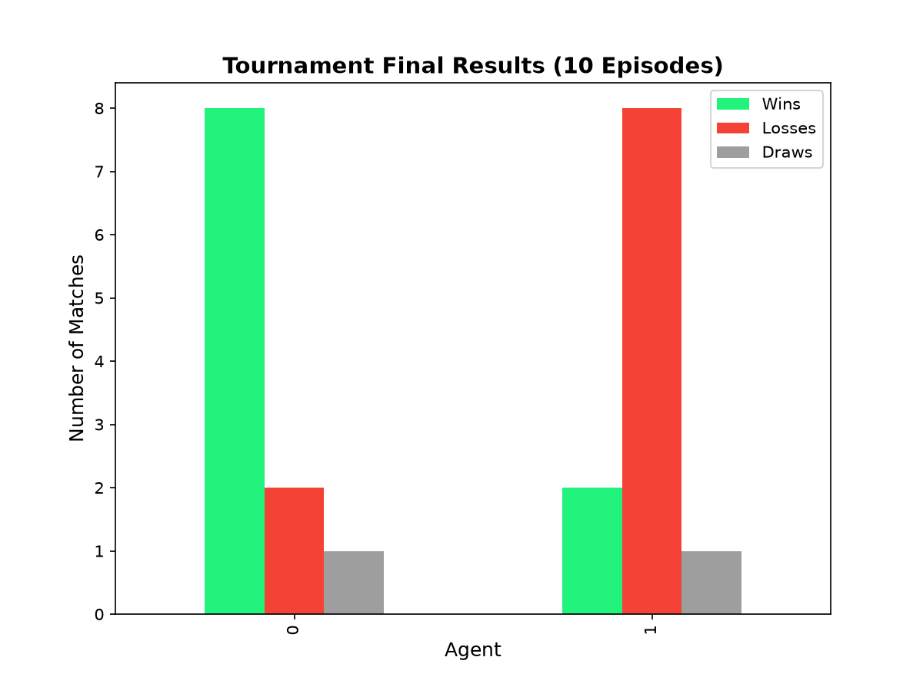 Tournament Final Results (10 Episodes)
Wins
Losses
Draws
Number of Matches
8
7
6
5
4
3
2
1
0
0
1
Agent